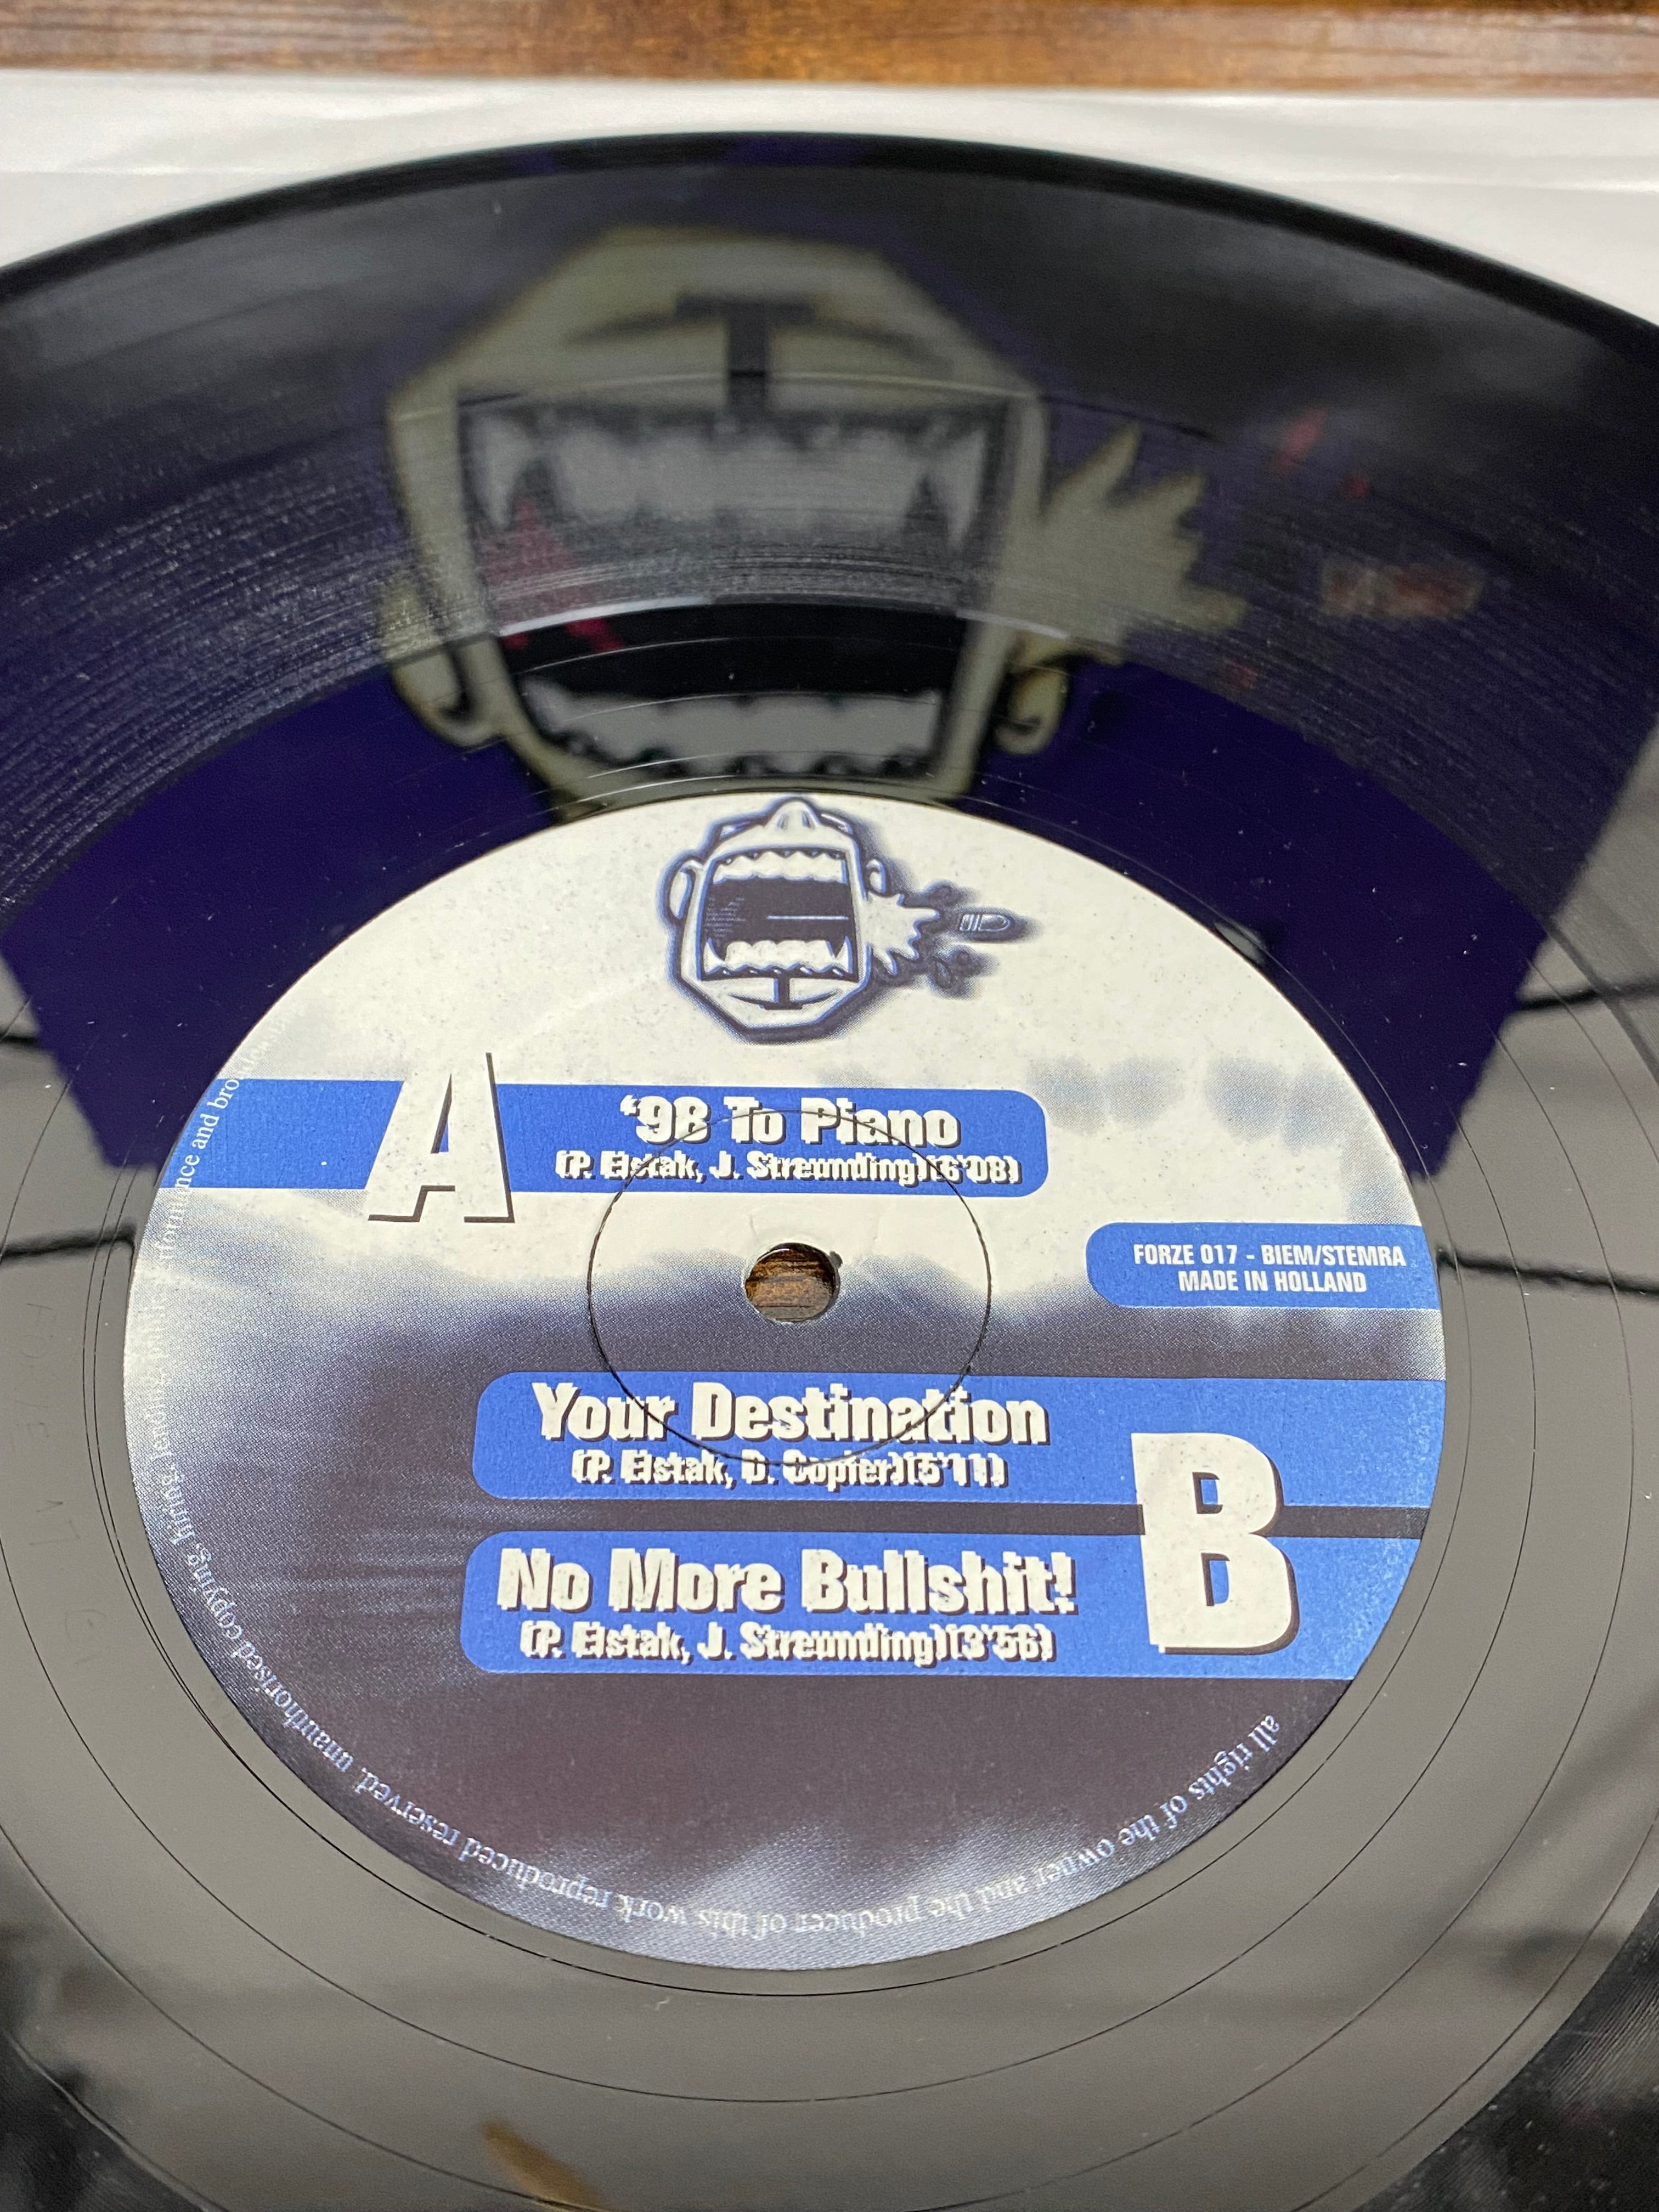 A
'98 To Piano
(P. Elstak, J. Streunding)(6'08)
FORZE 017 - BIEM/STEMRA
MADE IN HOLLAND
Your Destination
(P. Elstak, D. Copier)(5'11)
B
No More Bullshit!
(P. Elstak, J. Streunding)(3'56)
all rights of the owner and the producer of this work reproduced reserved. unauthorised copying, hiring, lending, public performance and